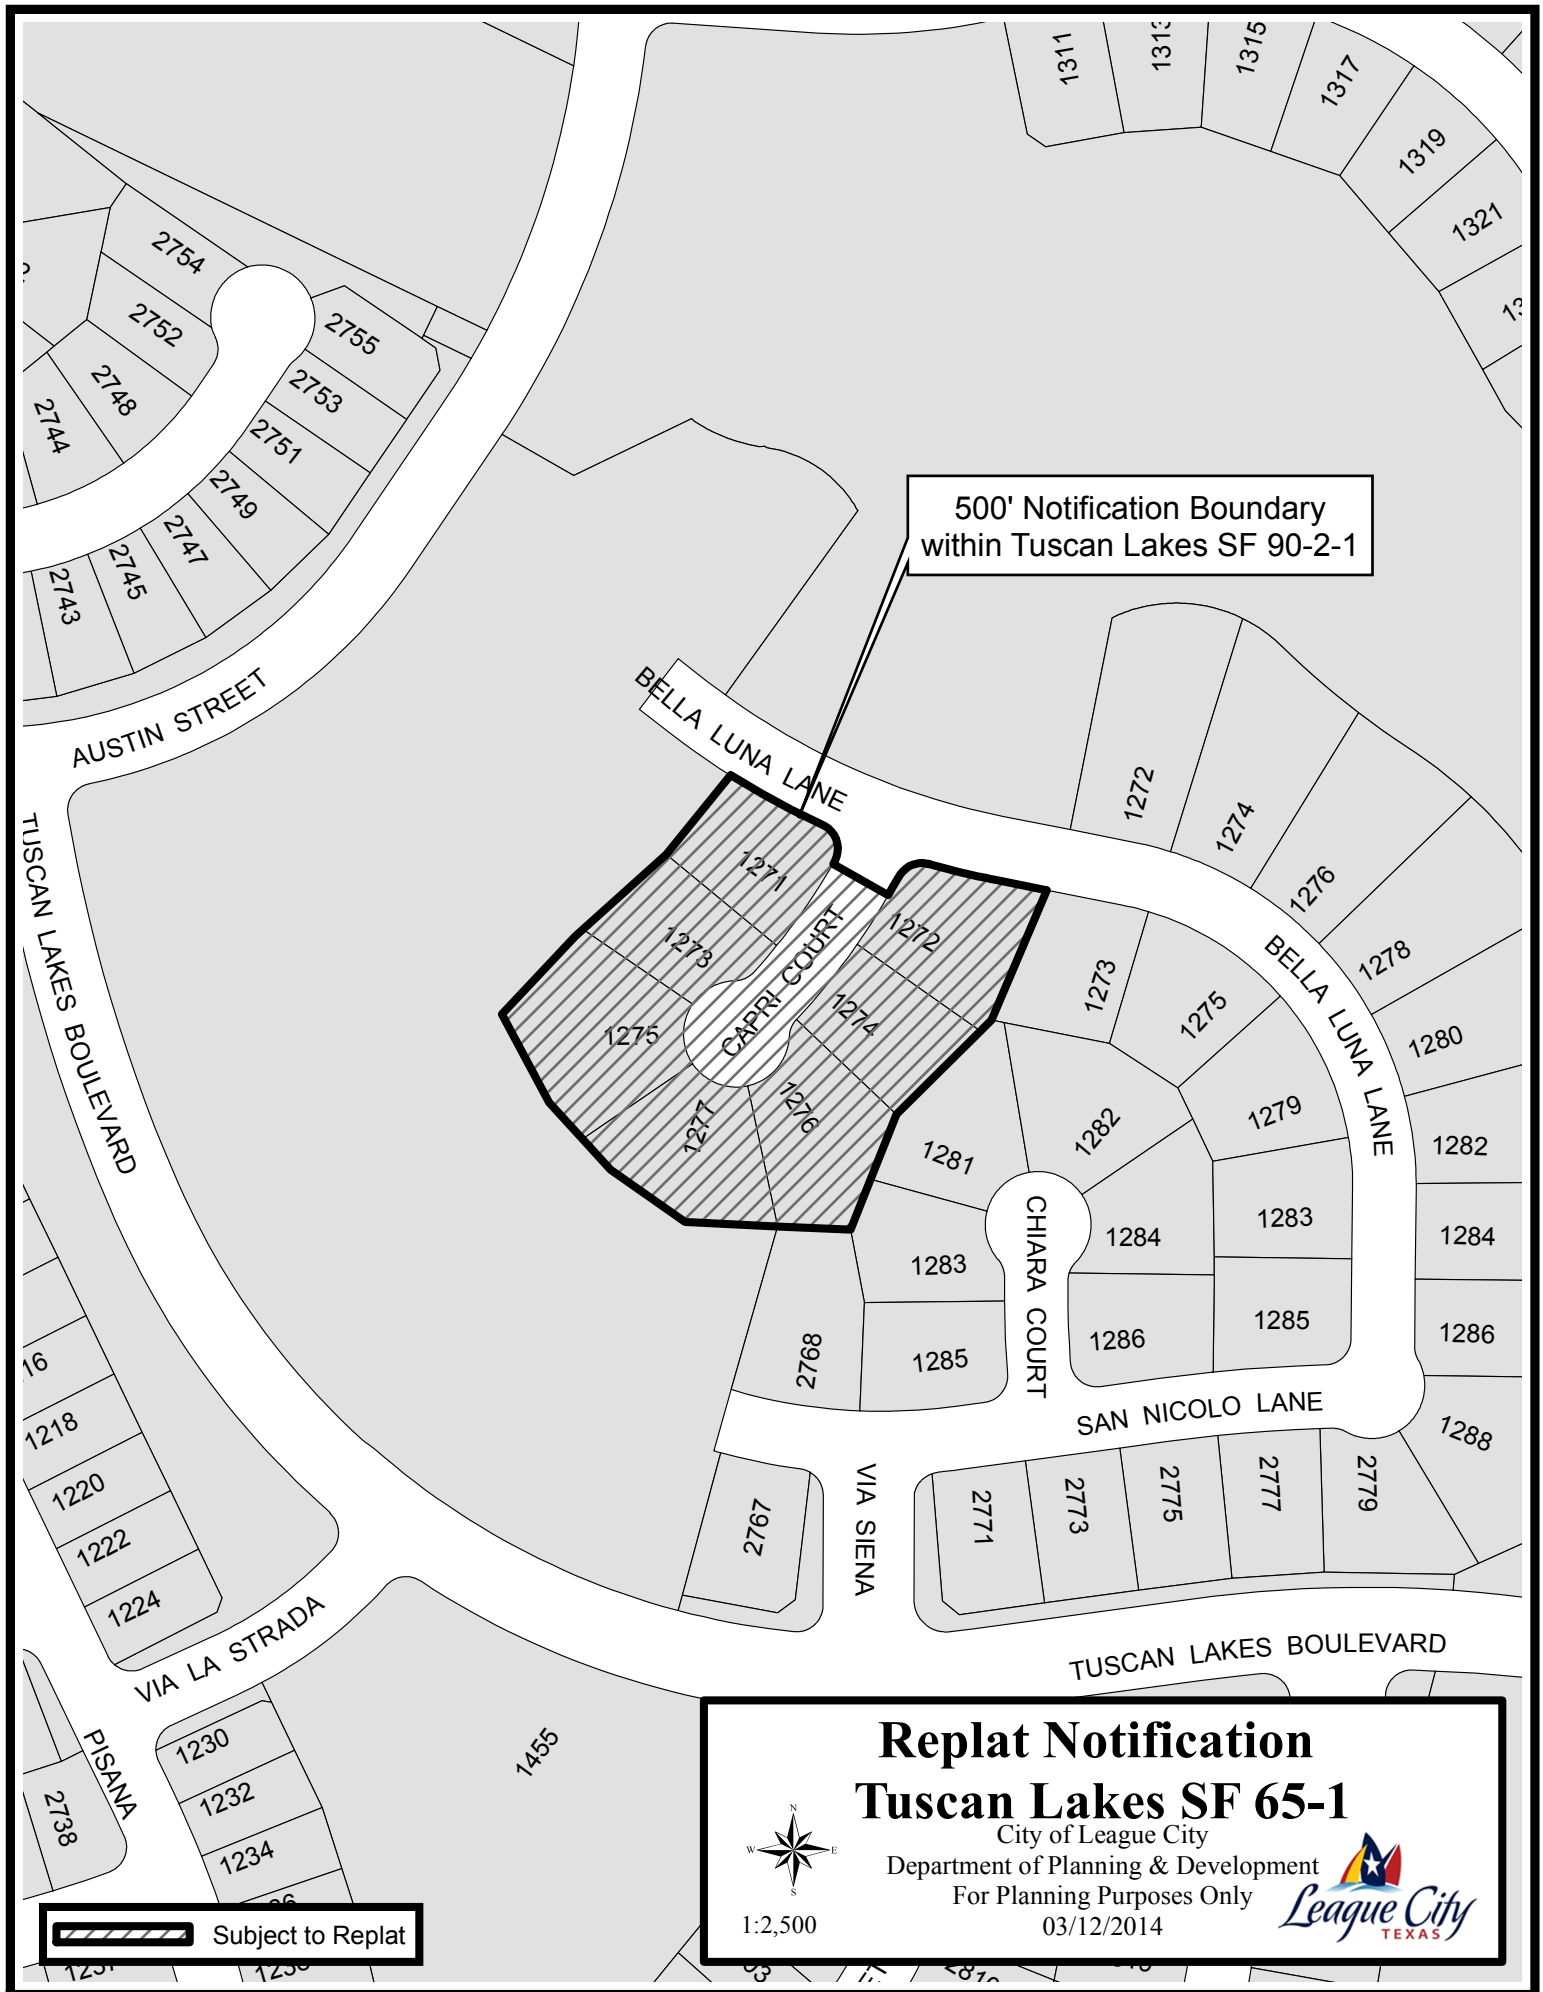 1311
1313
1315
1317
1319
1321
2754
2752
2755
2748
2753
2744
2751
2749
2747
2745
2743
500' Notification Boundary
within Tuscan Lakes SF 90-2-1
AUSTIN STREET
BELLA LUNA LANE
TUSCAN LAKES BOULEVARD
1272
1274
1276
1278
1280
1282
1284
1286
1288
BELLA LUNA LANE
1271
1273
1275
1277
CAPRI COURT
1272
1274
1276
1273
1275
1279
1283
1285
1281
1282
1283
1284
1285
1286
CHIARA COURT
2768
SAN NICOLO LANE
2767
VIA SIENA
2771
2773
2775
2777
2779
16
1218
1220
1222
1224
VIA LA STRADA
TUSCAN LAKES BOULEVARD
PISANA
1230
1232
1234
2738
1455
Replat Notification
Tuscan Lakes SF 65-1
City of League City
Department of Planning & Development
For Planning Purposes Only
03/12/2014
N
W
E
S
1:2,500
League City
TEXAS
Subject to Replat